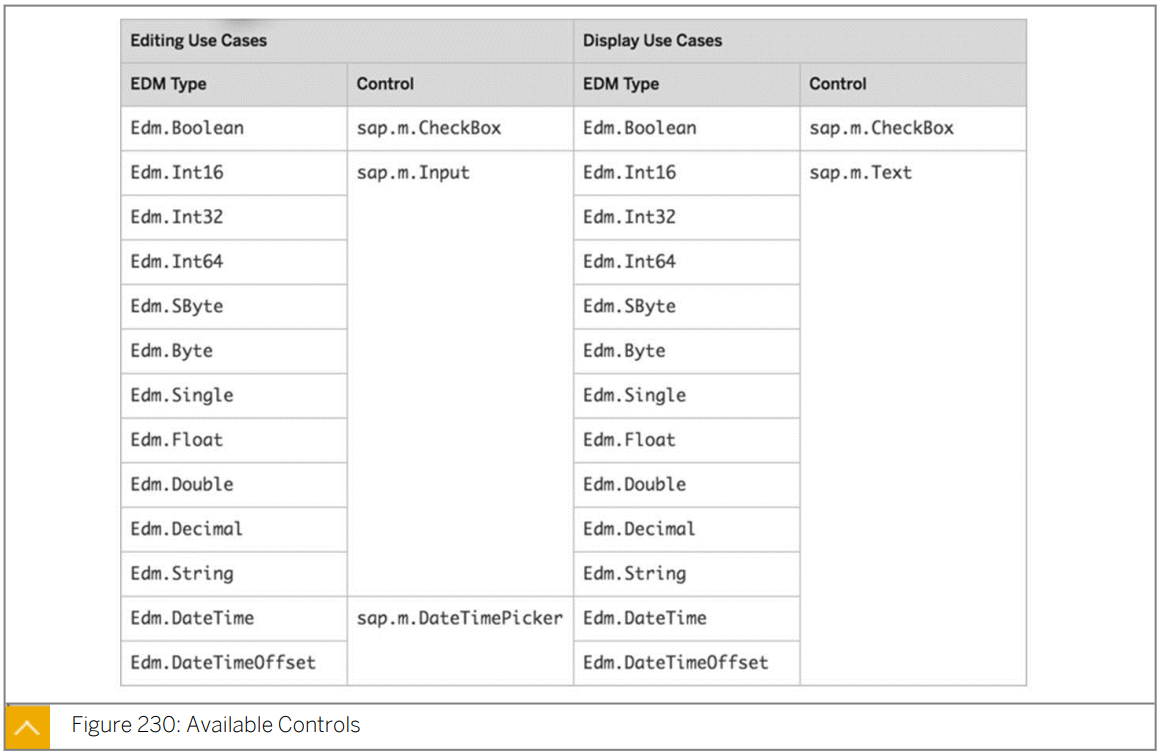 Editing Use Cases Display Use Cases
EDM Type Control EDM Type Control
Edm.Boolean sap.m.CheckBox Edm.Boolean sap.m.CheckBox
Edm.Int16 sap.m.Input Edm.Int16 sap.m.Text
Edm.Int32 Edm.Int32
Edm.Int64 Edm.Int64
Edm.SByte Edm.SByte
Edm.Byte Edm.Byte
Edm.Single Edm.Single
Edm.Float Edm.Float
Edm.Double Edm.Double
Edm.Decimal Edm.Decimal
Edm.String Edm.String
Edm.DateTime sap.m.DateTimePicker Edm.DateTime
Edm.DateTimeOffset Edm.DateTimeOffset
Figure 230: Available Controls